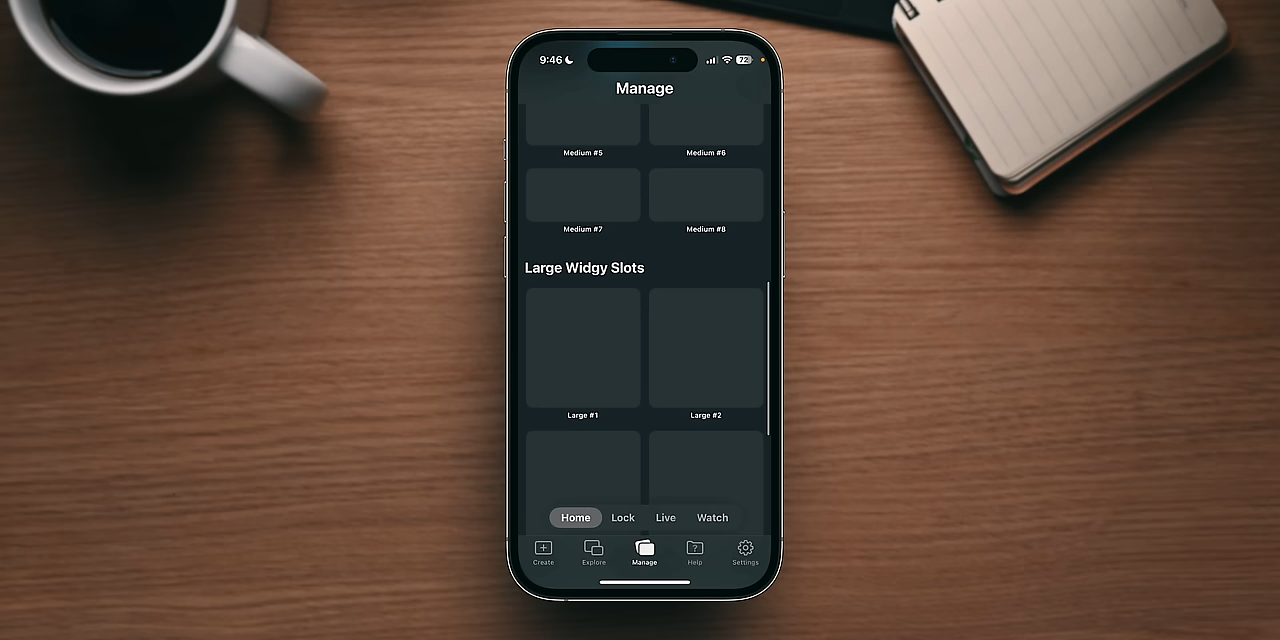 9:46 72
Manage
Medium #5 Medium #6
Medium #7 Medium #8
Large Widgy Slots
Large #1 Large #2
Home Lock Live Watch
Create Explore Manage Help Settings